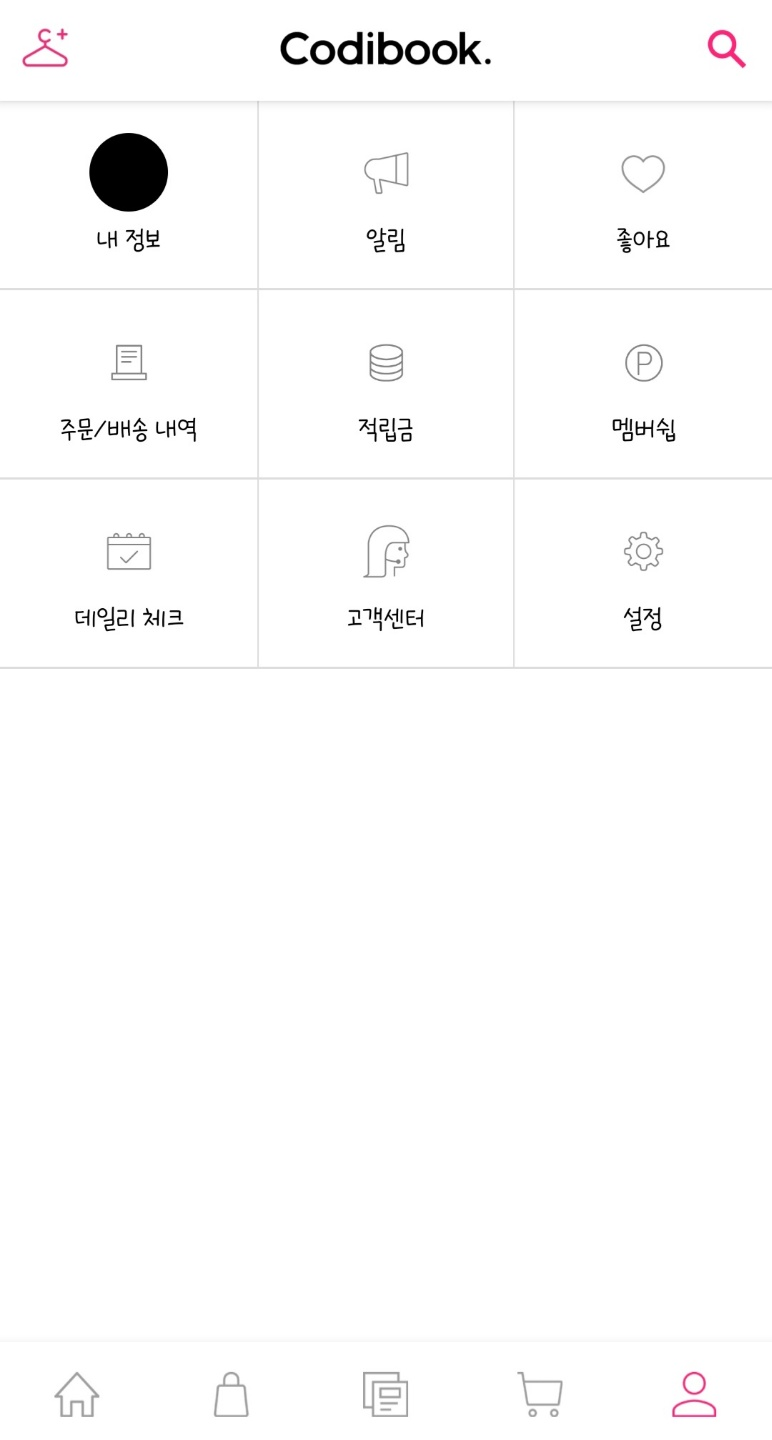 C+
Codibook.
내 정보
알림
좋아요
주문/배송 내역
P
적립금
멤버쉽
데일리 체크
고객센터
설정